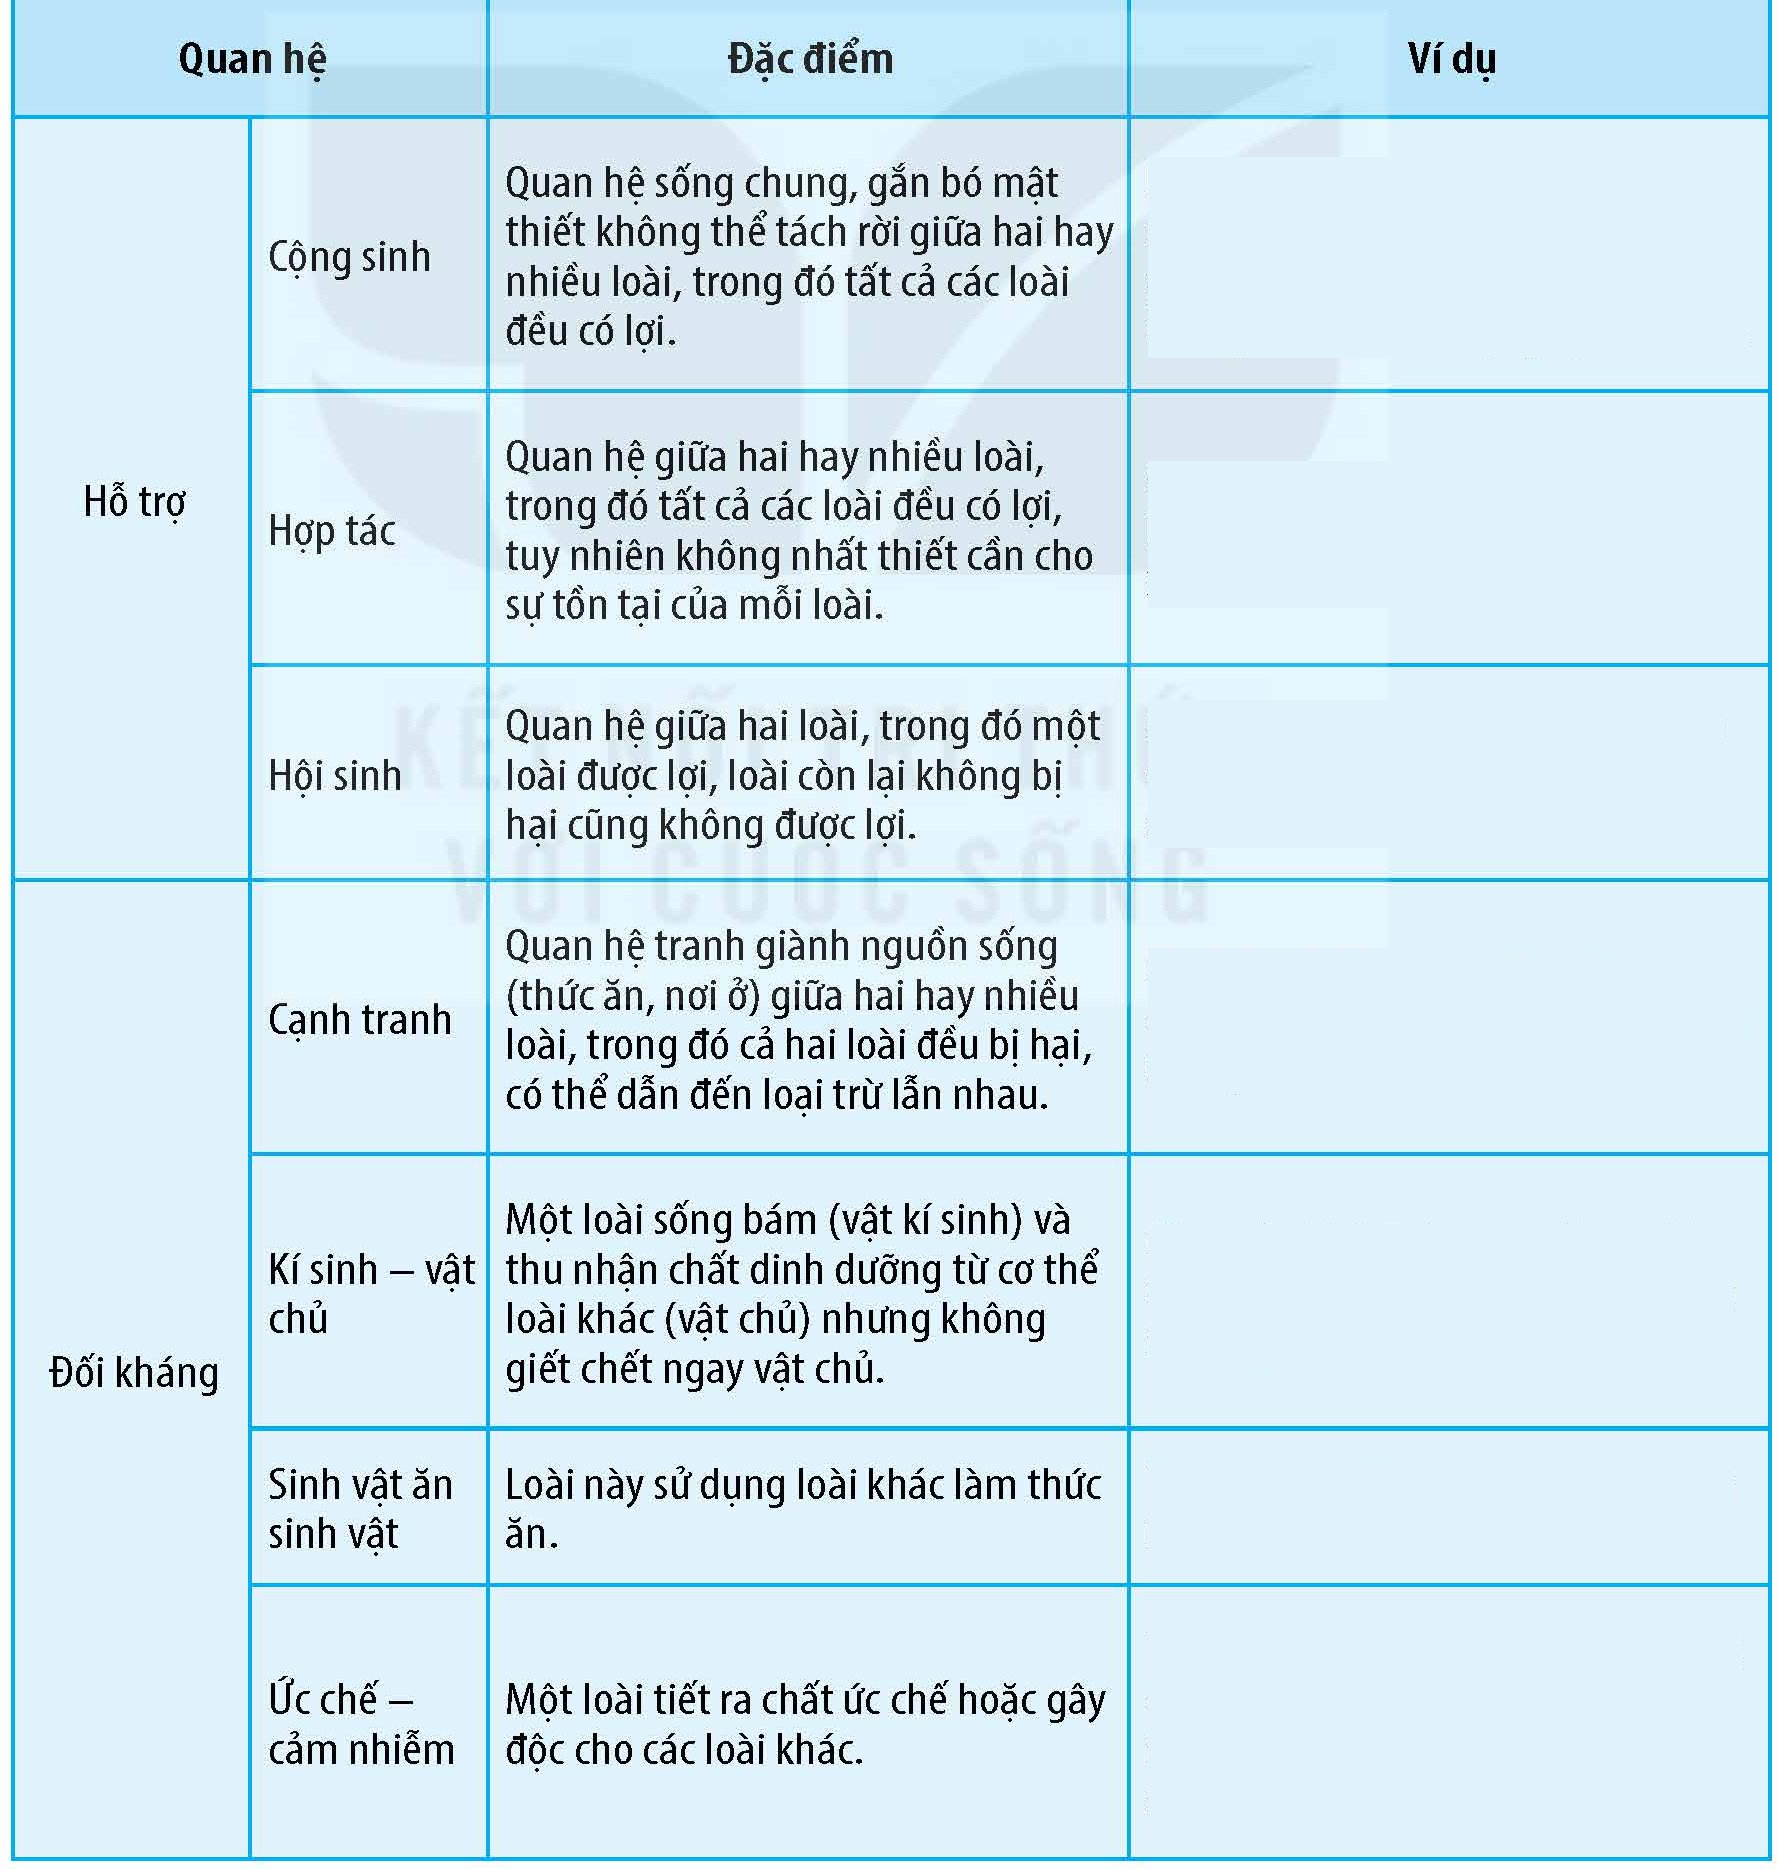 Quan hệ
Đặc điểm
Ví dụ
Hỗ trợ
Cộng sinh
Quan hệ sống chung, gắn bó mật
thiết không thể tách rời giữa hai hay
nhiều loài, trong đó tất cả các loài
đều có lợi.
Hợp tác
Quan hệ giữa hai hay nhiều loài,
trong đó tất cả các loài đều có lợi,
tuy nhiên không nhất thiết cần cho
sự tồn tại của mỗi loài.
Hội sinh
Quan hệ giữa hai loài, trong đó một
loài được lợi, loài còn lại không bị
hại cũng không được lợi.
Đối kháng
Cạnh tranh
Quan hệ tranh giành nguồn sống
(thức ăn, nơi ở) giữa hai hay nhiều
loài, trong đó cả hai loài đều bị hại,
có thể dẫn đến loại trừ lẫn nhau.
Kí sinh – vật
chủ
Một loài sống bám (vật kí sinh) và
thu nhận chất dinh dưỡng từ cơ thể
loài khác (vật chủ) nhưng không
giết chết ngay vật chủ.
Sinh vật ăn
sinh vật
Loài này sử dụng loài khác làm thức
ăn.
Ức chế –
cảm nhiễm
Một loài tiết ra chất ức chế hoặc gây
độc cho các loài khác.
KẾT NỐI TRI
VỚI CUỘC SỐNG